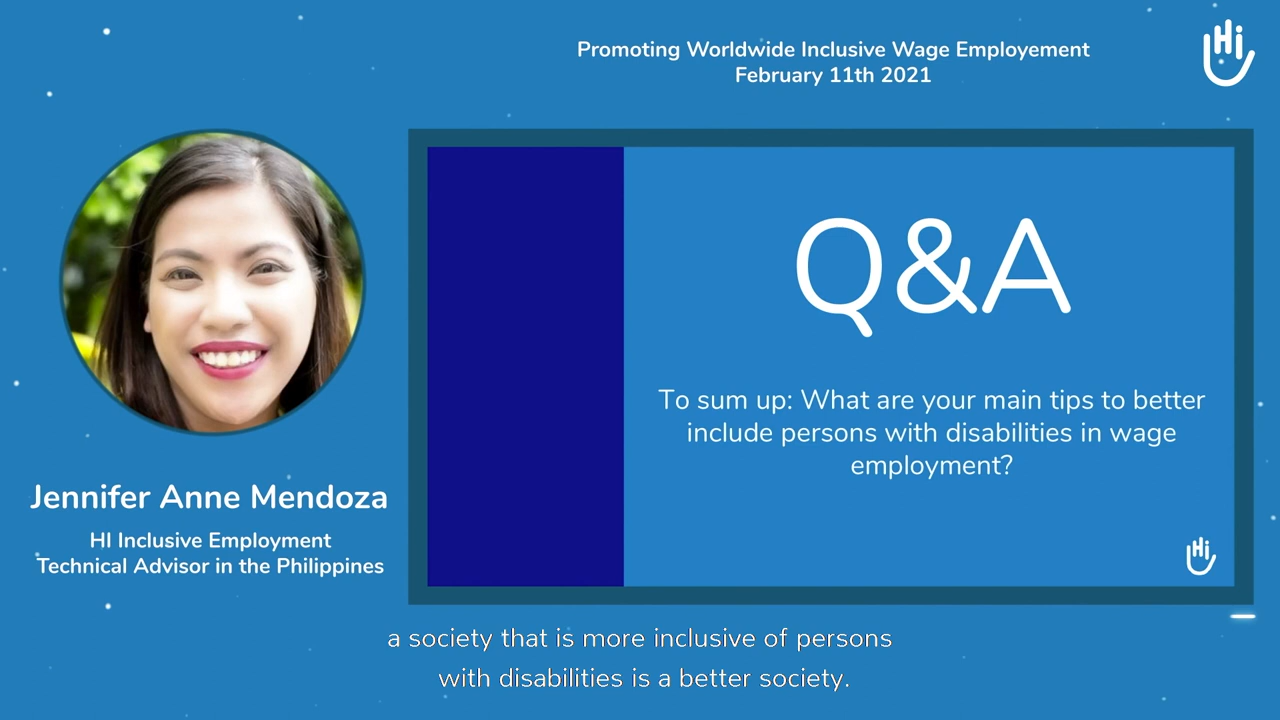 Promoting Worldwide Inclusive Wage Employement
February 11th 2021
Hi
Jennifer Anne Mendoza
HI Inclusive Employment
Technical Advisor in the Philippines
Q&A
To sum up: What are your main tips to better
include persons with disabilities in wage
employment?
Hi
a society that is more inclusive of persons
with disabilities is a better society.